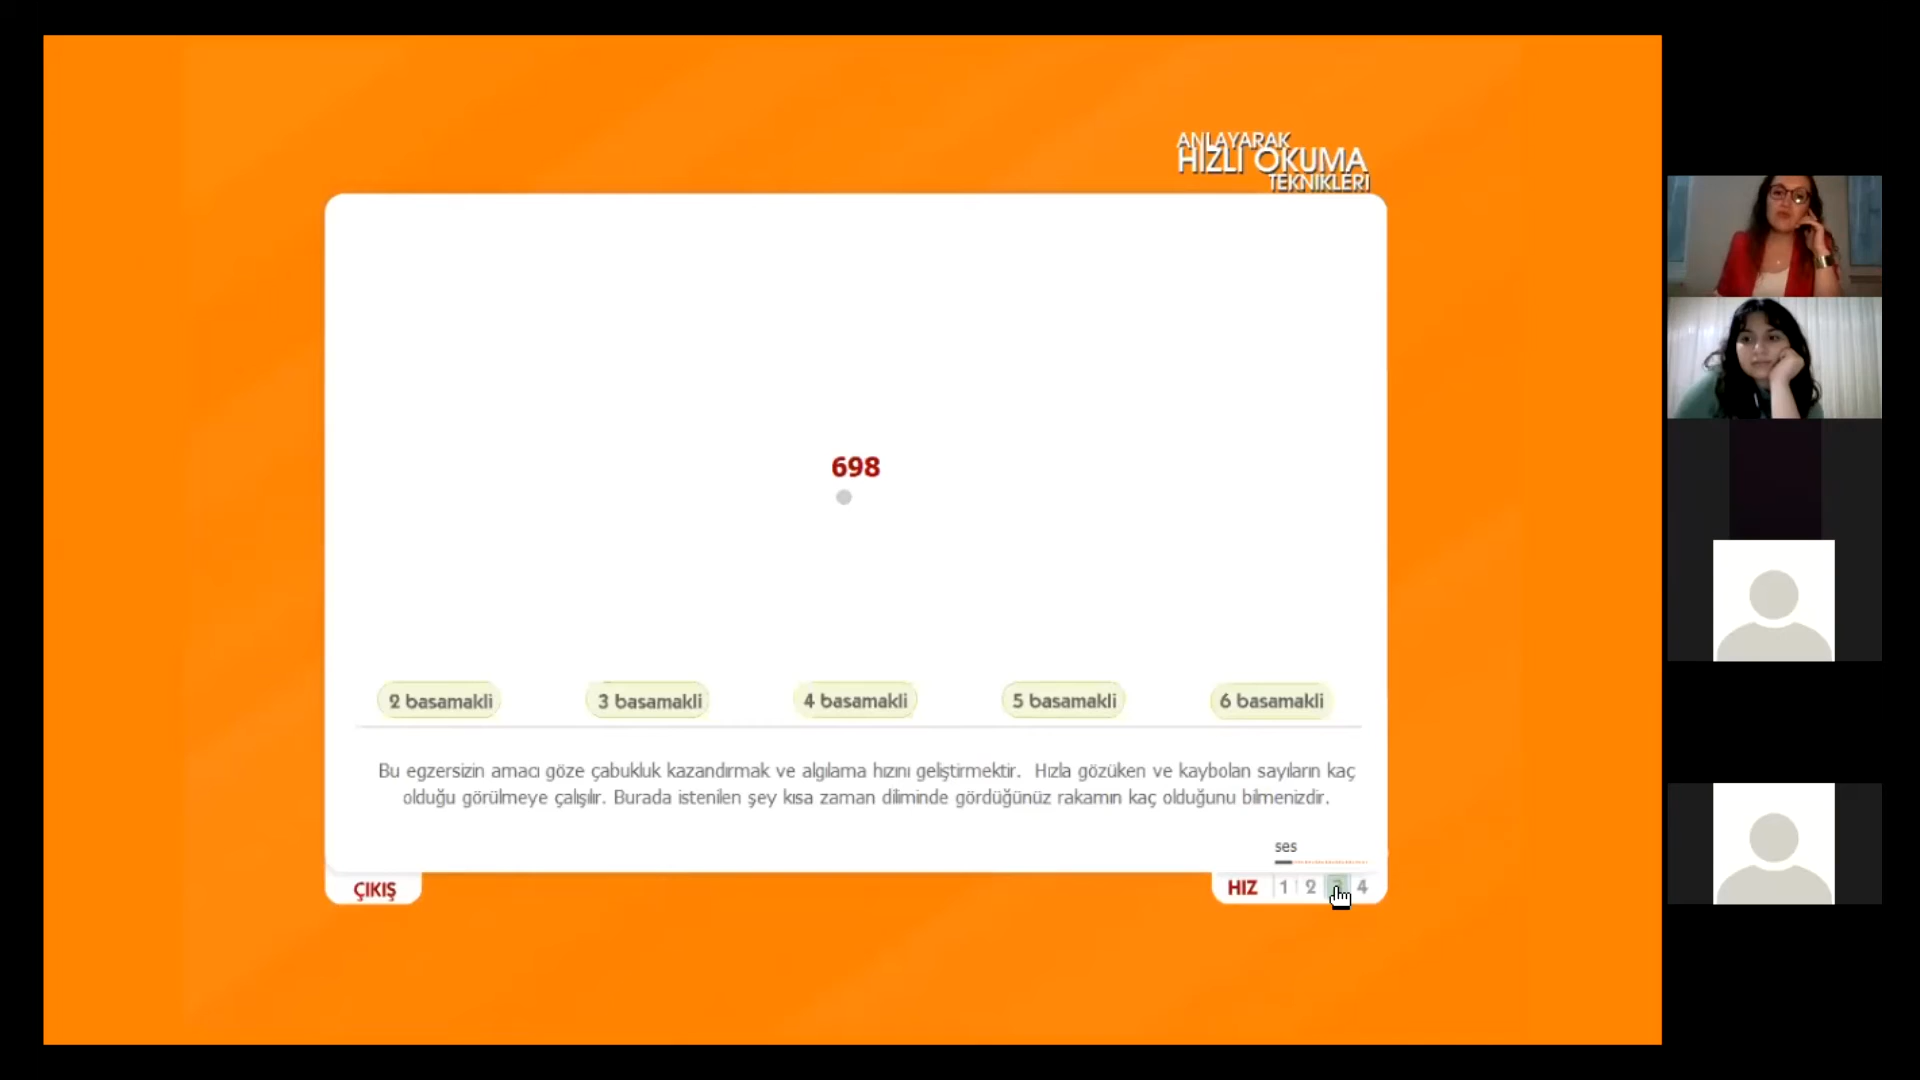 ANLAYARAK
HIZLI OKUMA
TEKNİKLERİ
698
2 basamakli
3 basamakli
4 basamakli
5 basamakli
6 basamakli
Bu egzersizin amacı göze çabukluk kazandırmak ve algılama hızını geliştirmektir. Hızla gözüken ve kaybolan sayıların kaç
olduğu görülmeye çalışılır. Burada istenilen şey kısa zaman diliminde gördüğünüz rakamın kaç olduğunu bilmenizdir.
ses
ÇIKIŞ
HIZ 1 2 3 4